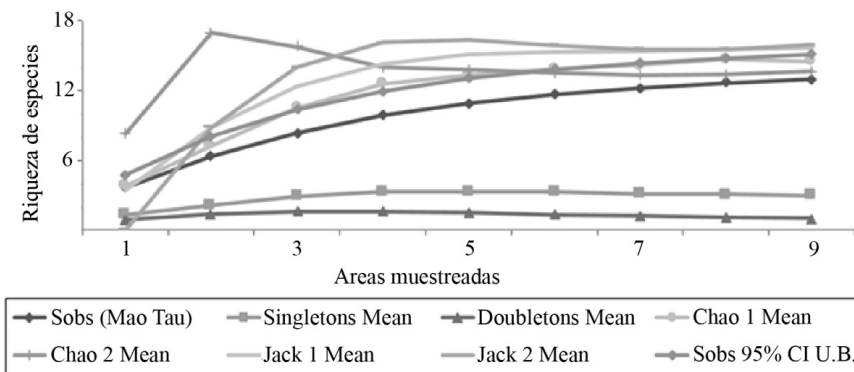 18
12
6
Riqueza de especies
1 3 5 7 9
Areas muestreadas
Sobs (Mao Tau) Singletons Mean Doubletons Mean Chao 1 Mean
Chao 2 Mean Jack 1 Mean Jack 2 Mean Sobs 95% CI U.B.